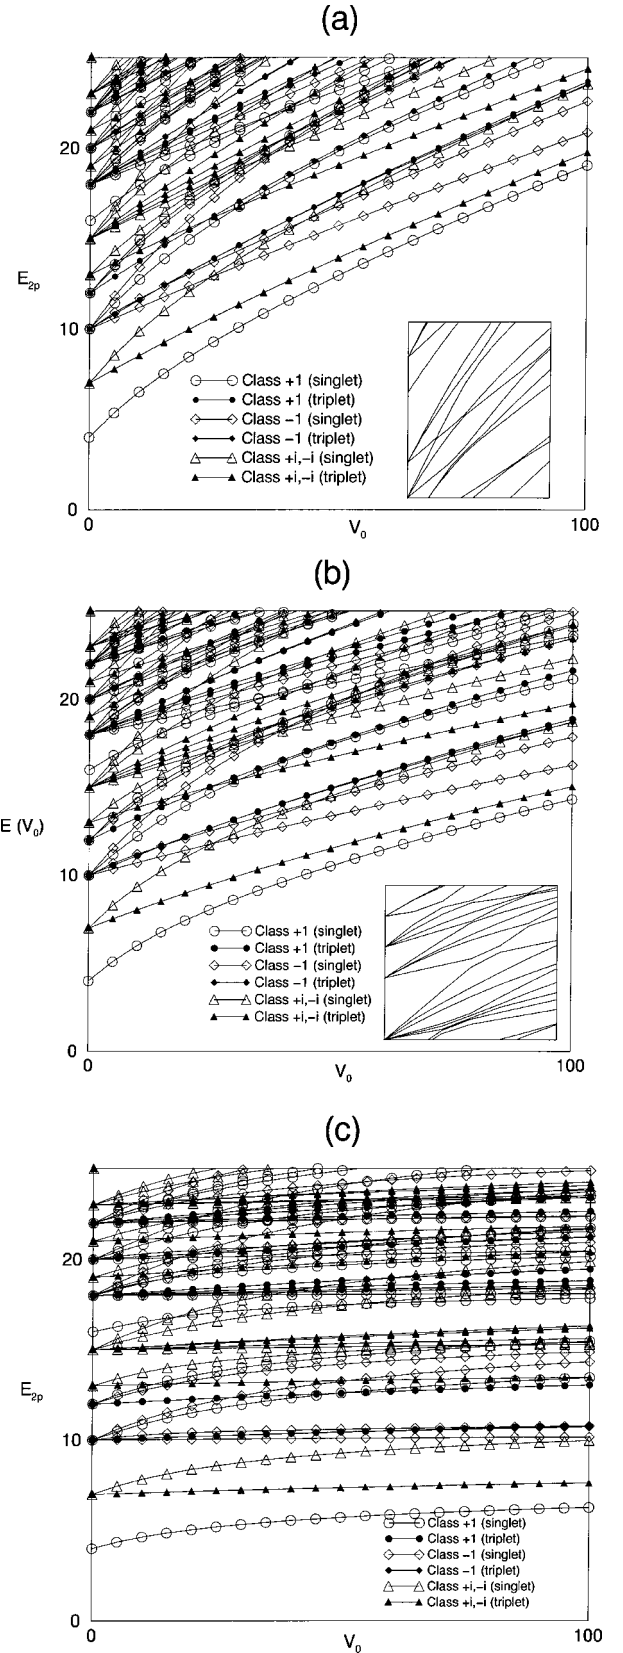 (a)
20
E2p
10
Class +1 (singlet)
Class +1 (triplet)
Class −1 (singlet)
Class −1 (triplet)
Class +i,−i (singlet)
Class +i,−i (triplet)
0
0
V0
100
(b)
20
E (V0)
10
Class +1 (singlet)
Class +1 (triplet)
Class −1 (singlet)
Class −1 (triplet)
Class +i,−i (singlet)
Class +i,−i (triplet)
0
0
V0
100
(c)
20
E2p
10
Class +1 (singlet)
Class +1 (triplet)
Class −1 (singlet)
Class −1 (triplet)
Class +i,−i (singlet)
Class +i,−i (triplet)
0
0
V0
100